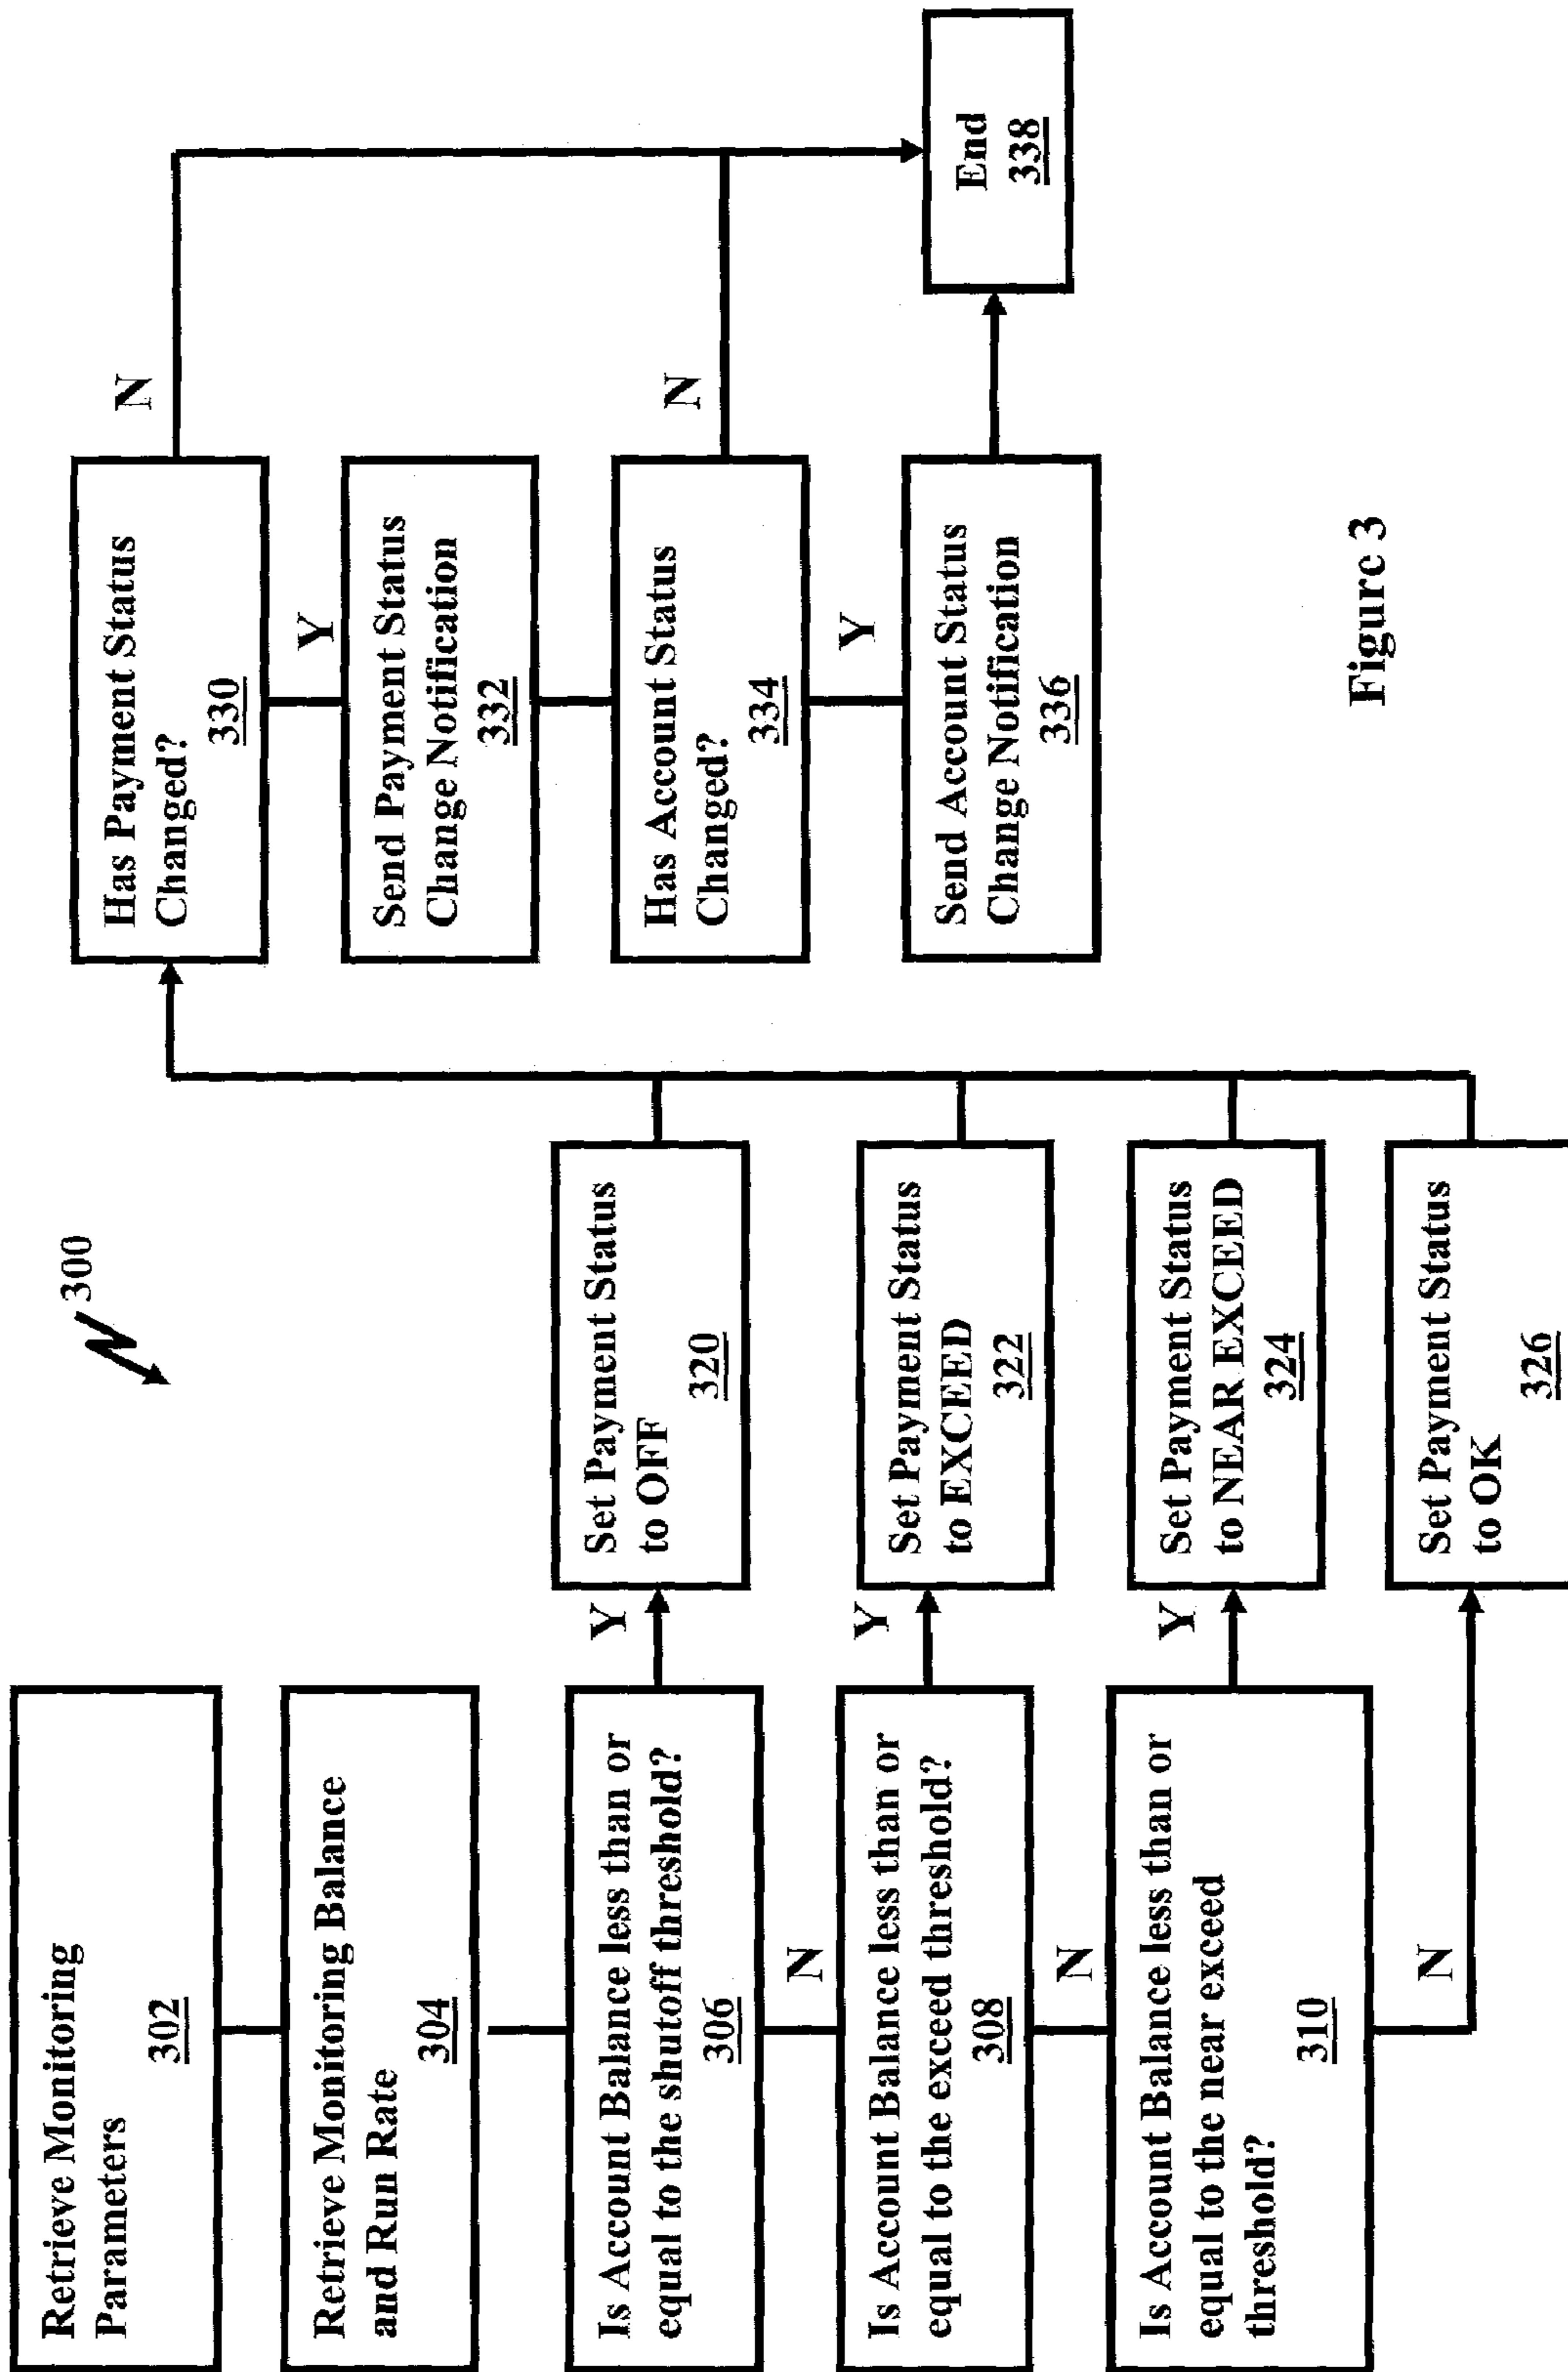 300
Retrieve Monitoring
Parameters
302
Retrieve Monitoring Balance
and Run Rate
304
Is Account Balance less than or
equal to the shutoff threshold?
306
Y
N
Is Account Balance less than or
equal to the exceed threshold?
308
Y
N
Is Account Balance less than or
equal to the near exceed
threshold?
310
Y
N
Set Payment Status
to OFF
320
Set Payment Status
to EXCEED
322
Set Payment Status
to NEAR EXCEED
324
Set Payment Status
to OK
326
Has Payment Status
Changed?
330
N
Y
Send Payment Status
Change Notification
332
Has Account Status
Changed?
334
N
Y
Send Account Status
Change Notification
336
End
338
Figure 3